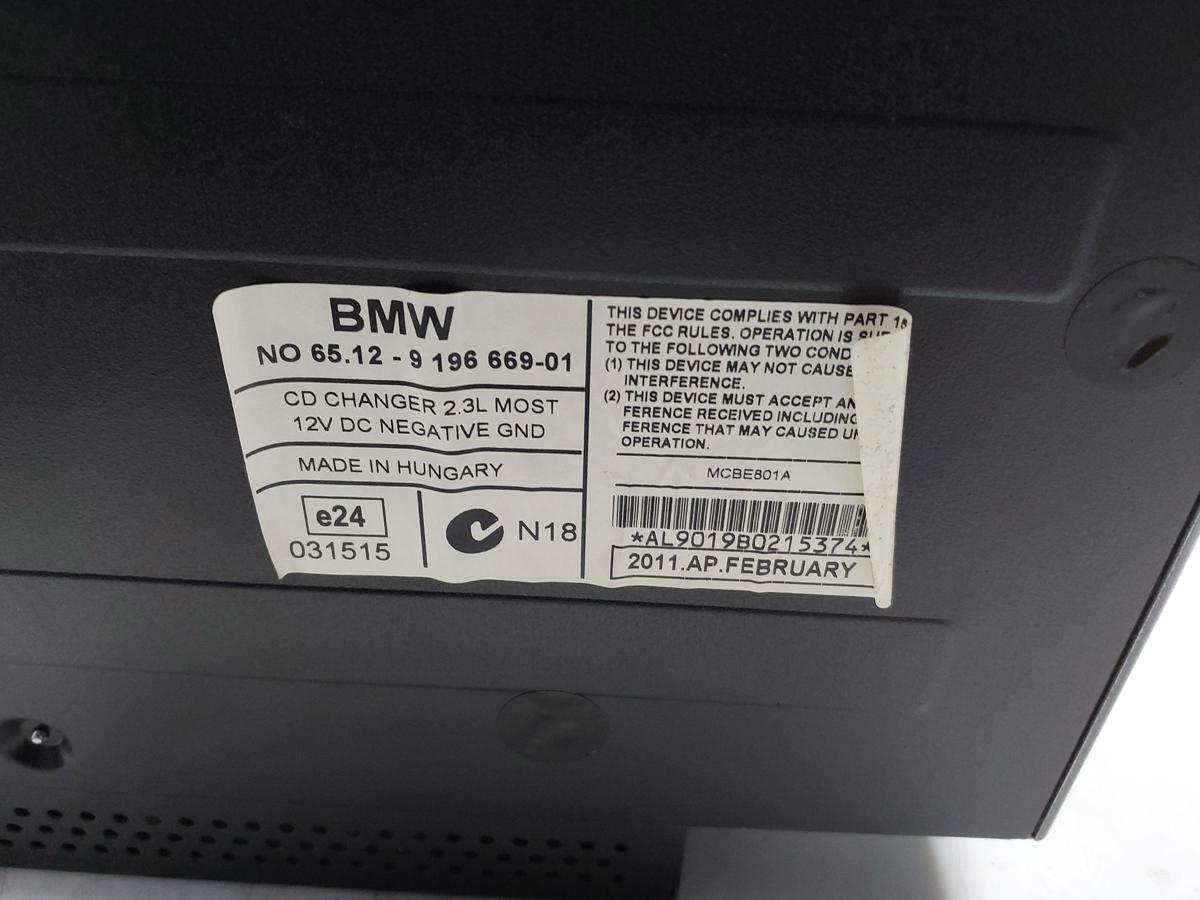 BMW
NO 65.12 - 9 196 669-01
CD CHANGER 2.3L MOST
12V DC NEGATIVE GND
MADE IN HUNGARY
e24
031515
N18
THIS DEVICE COMPLIES WITH PART
THE FCC RULES. OPERATION IS
TO THE FOLLOWING TWO
(1) THIS DEVICE MAY NOT CAUSE
INTERFERENCE.
(2) THIS DEVICE MUST ACCEPT
FERENCE RECEIVED INCLUDING
FERENCE THAT MAY CAUSED
OPERATION.
MCBE801A
*AL9019B0215374*
2011.AP.FEBRUARY